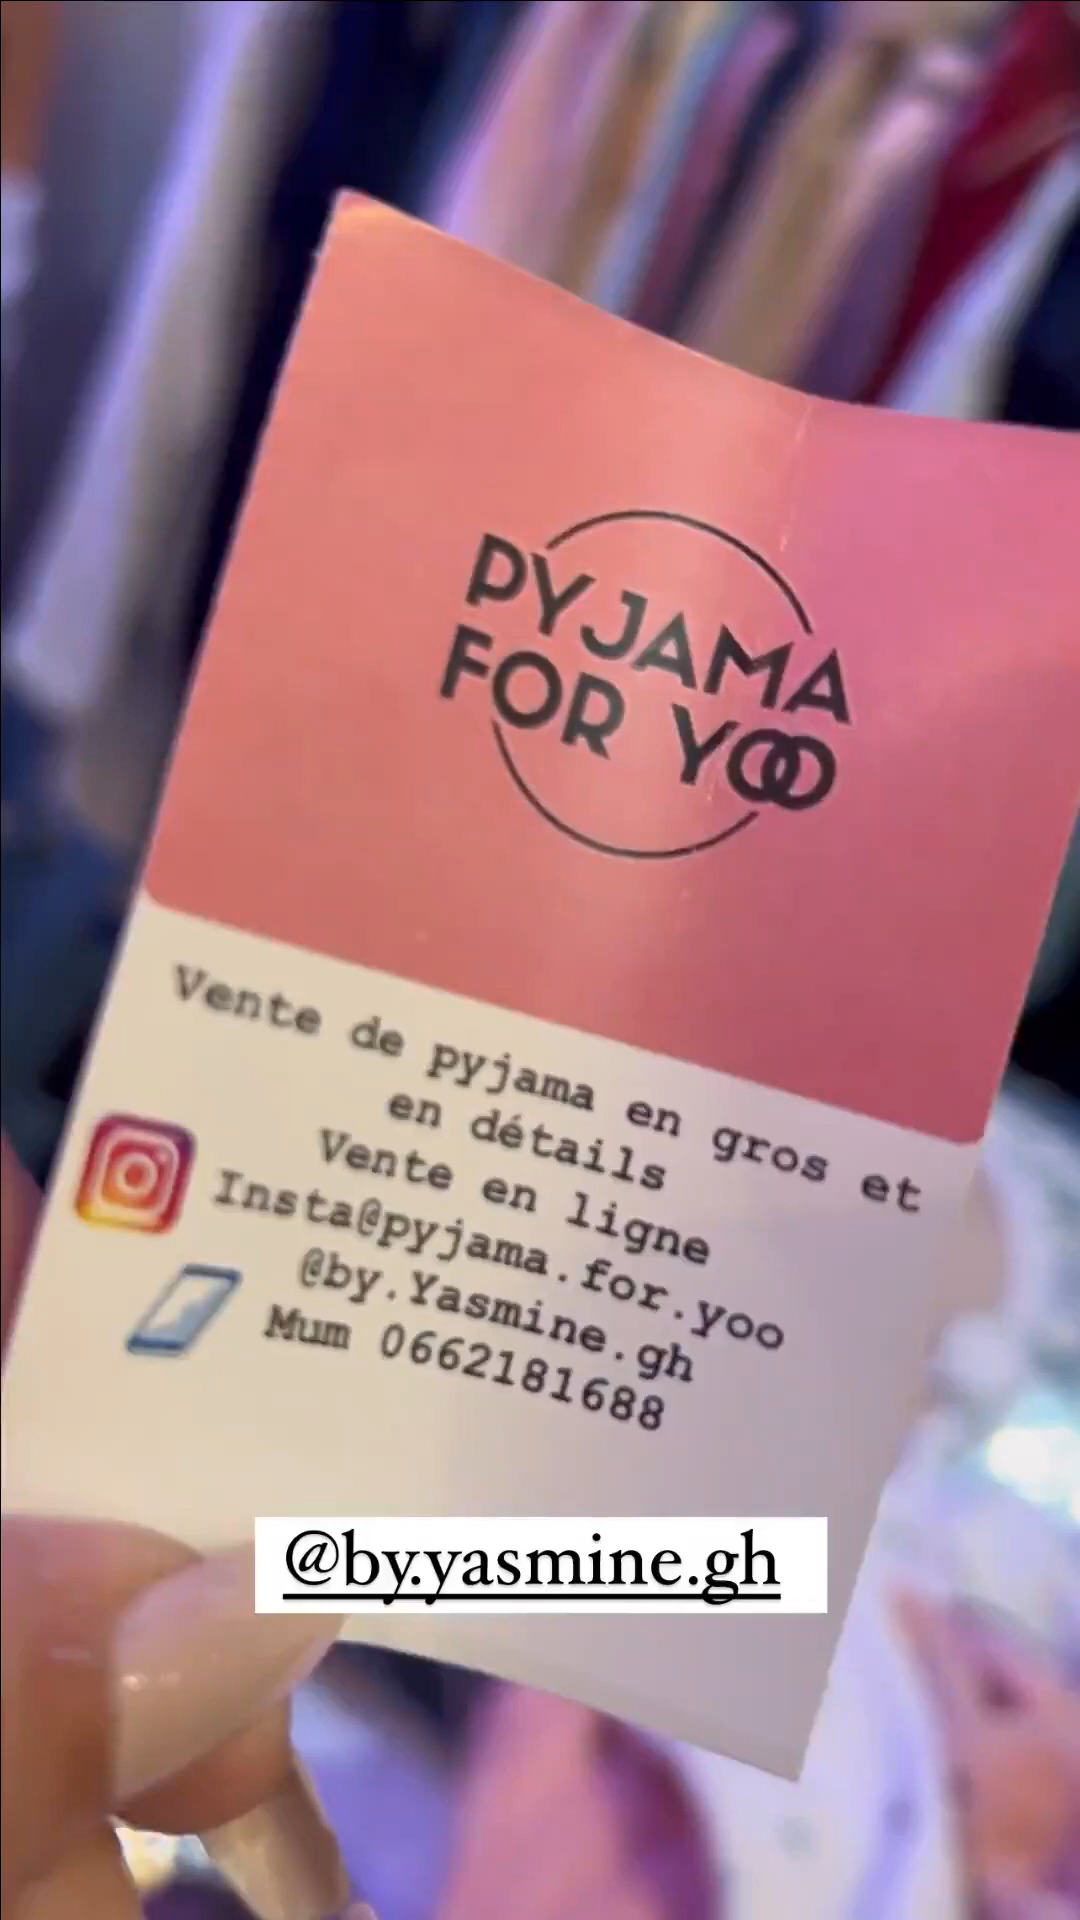 PYJAMA
FOR YOO
Vente de pyjama en gros et
en détails
Vente en ligne
Insta@pyjama.for.yoo
@by.Yasmine.gh
Mum 0662181688
@by.yasmine.gh